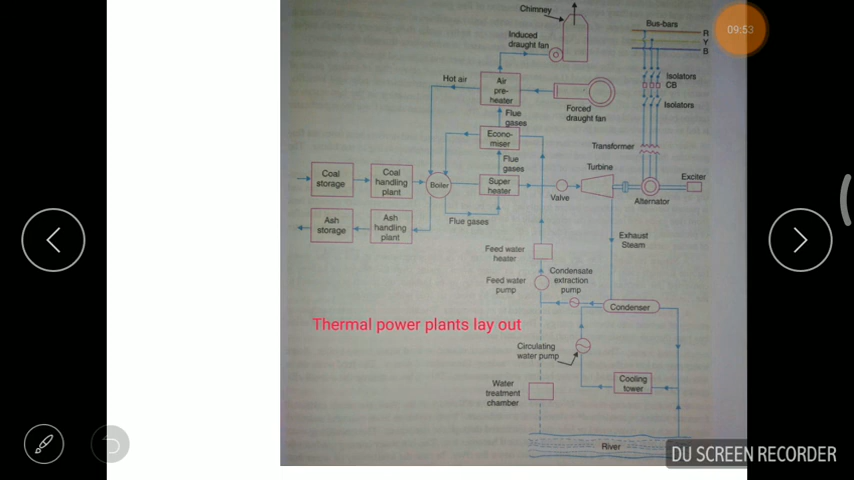 Chimney
09:53
Bus-bars
R
Y
B
Induced
draught fan
Isolators
CB
Isolators
Hot air
Air
pre-
heater
Forced
draught fan
Flue
gases
Econo-
miser
Transformer
Flue
gases
Turbine
Coal
storage
Coal
handling
plant
Boiler
Super
heater
Valve
Exciter
Alternator
Ash
storage
Ash
handling
plant
Flue gases
Exhaust
Steam
Feed water
heater
Feed water
pump
Condensate
extraction
pump
Condenser
Thermal power plants lay out
Circulating
water pump
Cooling
tower
Water
treatment
chamber
River
DU SCREEN RECORDER